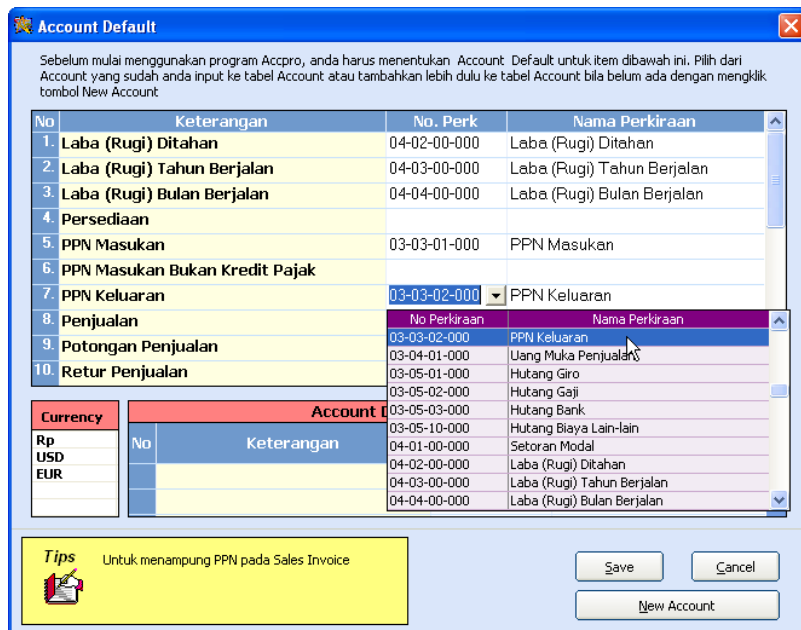 Account Default
Sebelum mulai menggunakan program Accpro, anda harus menentukan Account Default untuk item dibawah ini. Pilih dari
Account yang sudah anda input ke tabel Account atau tambahkan lebih dulu ke tabel Account bila belum ada dengan mengklik
tombol New Account
No Keterangan No. Perk Nama Perkiraan
1. Laba (Rugi) Ditahan 04-02-00-000 Laba (Rugi) Ditahan
2. Laba (Rugi) Tahun Berjalan 04-03-00-000 Laba (Rugi) Tahun Berjalan
3. Laba (Rugi) Bulan Berjalan 04-04-00-000 Laba (Rugi) Bulan Berjalan
4. Persediaan
5. PPN Masukan 03-03-01-000 PPN Masukan
6. PPN Masukan Bukan Kredit Pajak
7. PPN Keluaran 03-03-02-000 PPN Keluaran
8. Penjualan
9. Potongan Penjualan
10. Retur Penjualan
No Perkiraan Nama Perkiraan
03-03-02-000 PPN Keluaran
03-04-01-000 Uang Muka Penjualan
03-05-01-000 Hutang Giro
03-05-02-000 Hutang Gaji
03-05-03-000 Hutang Bank
03-05-10-000 Hutang Biaya Lain-lain
04-01-00-000 Setoran Modal
04-02-00-000 Laba (Rugi) Ditahan
04-03-00-000 Laba (Rugi) Tahun Berjalan
04-04-00-000 Laba (Rugi) Bulan Berjalan
Currency
Rp
USD
EUR
Account
No Keterangan
Tips Untuk menampung PPN pada Sales Invoice
Save Cancel
New Account